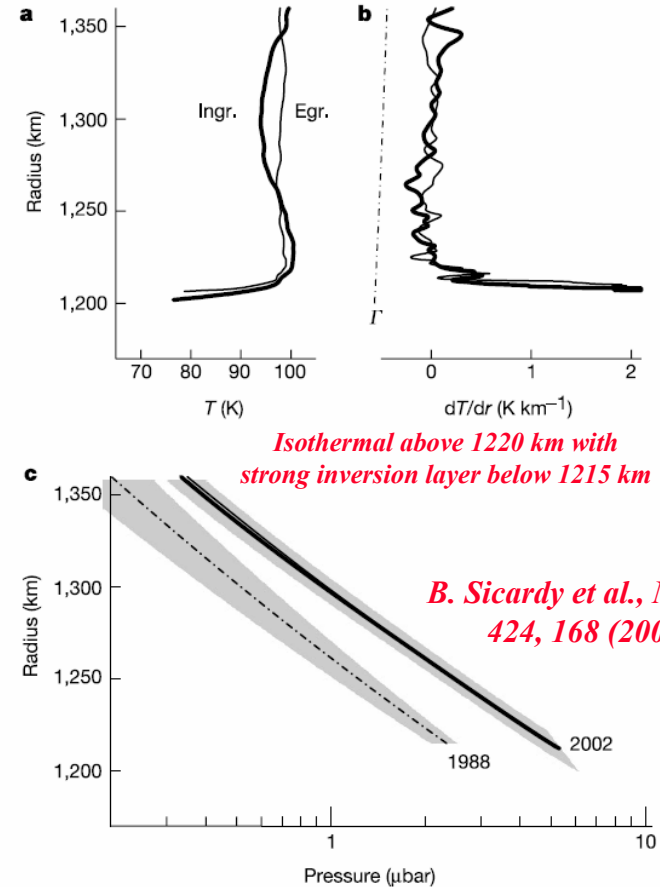 a
b
1,350
1,300
1,250
1,200
Radius (km)
Ingr.
Egr.
Γ
70 80 90 100
0 1 2
T (K)
dT/dr (K km–1)
Isothermal above 1220 km with
strong inversion layer below 1215 km
c
1,350
1,300
1,250
1,200
Radius (km)
B. Sicardy et al., N
424, 168 (200
2002
1988
1 10
Pressure (μbar)